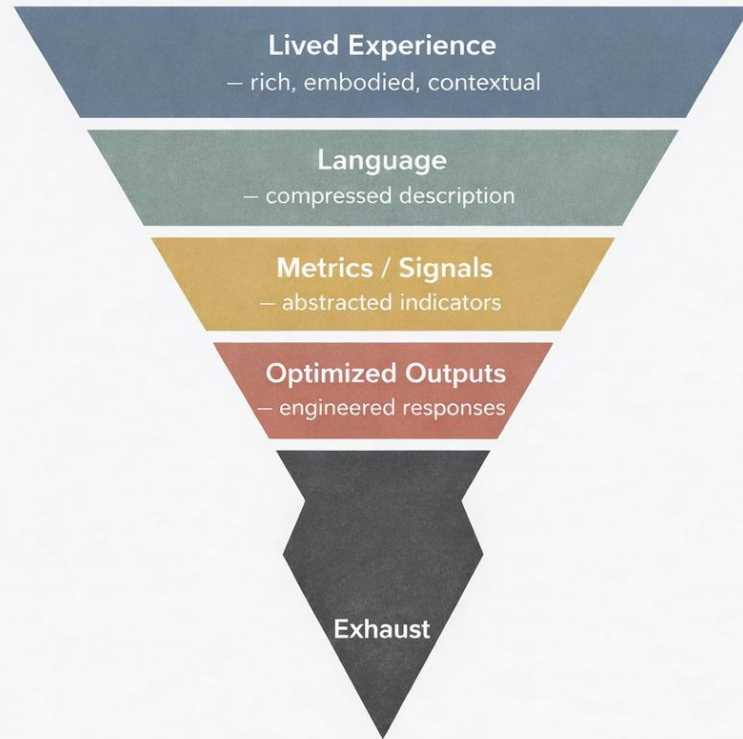 Lived Experience
— rich, embodied, contextual
Language
— compressed description
Metrics / Signals
— abstracted indicators
Optimized Outputs
— engineered responses
Exhaust